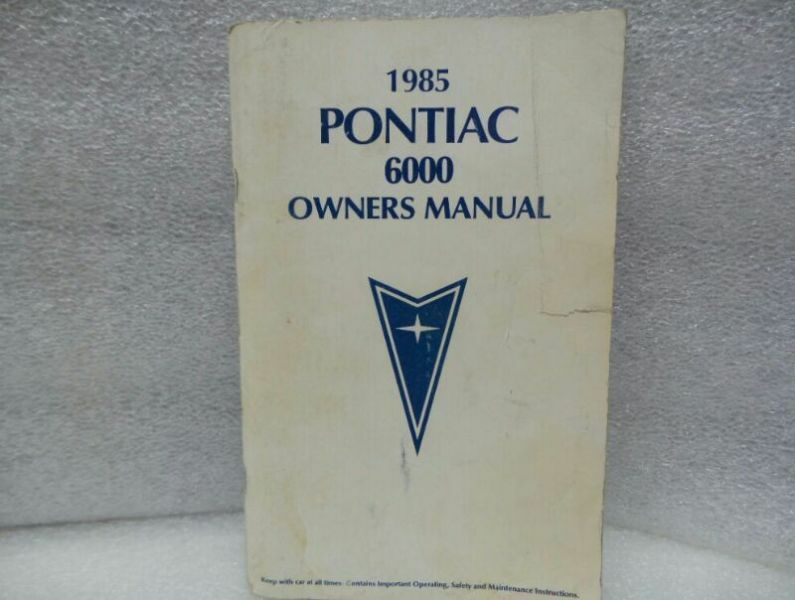 1985
PONTIAC
6000
OWNERS MANUAL
Keep with car at all times. Contains Important Operating, Safety and Maintenance Instructions.